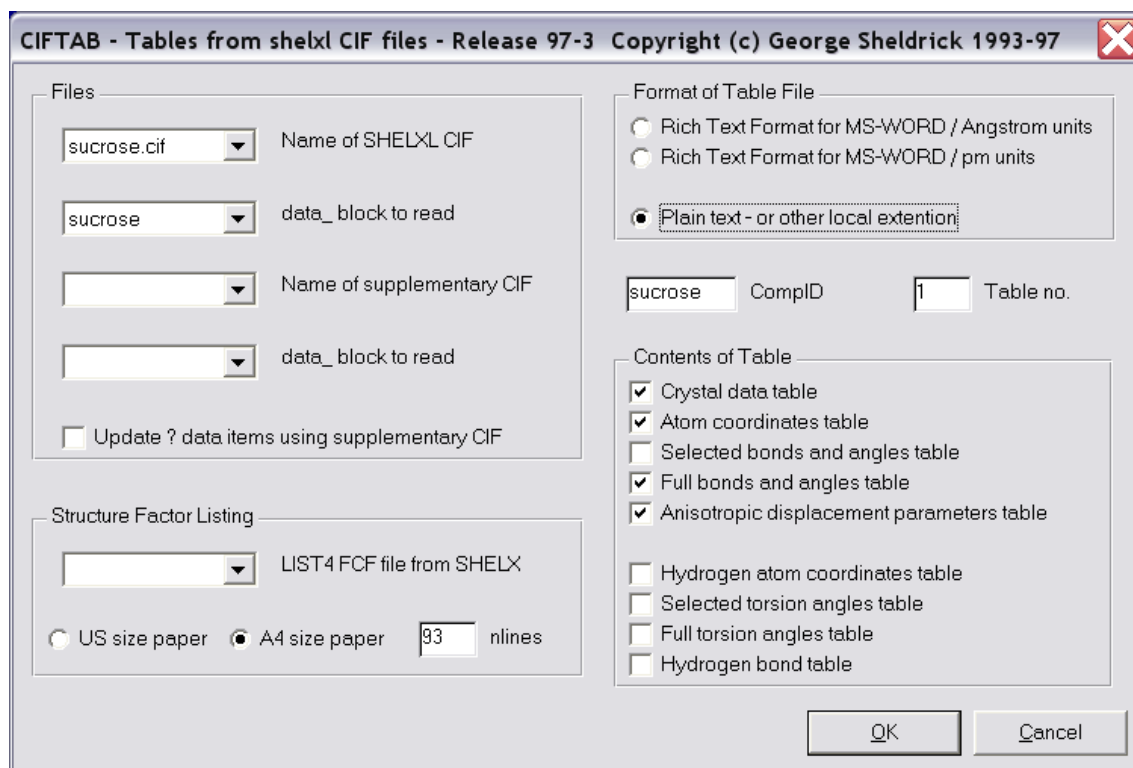 CIFTAB - Tables from shelxl CIF files - Release 97-3 Copyright (c) George Sheldrick 1993-97
Files
sucrose.cif Name of SHELXL CIF
sucrose data_ block to read
Name of supplementary CIF
data_ block to read
Update ? data items using supplementary CIF
Structure Factor Listing
LIST4 FCF file from SHELX
US size paper A4 size paper 93 nlines
Format of Table File
Rich Text Format for MS-WORD / Angstrom units
Rich Text Format for MS-WORD / pm units
Plain text - or other local extention
sucrose CompID 1 Table no.
Contents of Table
Crystal data table
Atom coordinates table
Selected bonds and angles table
Full bonds and angles table
Anisotropic displacement parameters table
Hydrogen atom coordinates table
Selected torsion angles table
Full torsion angles table
Hydrogen bond table
OK Cancel